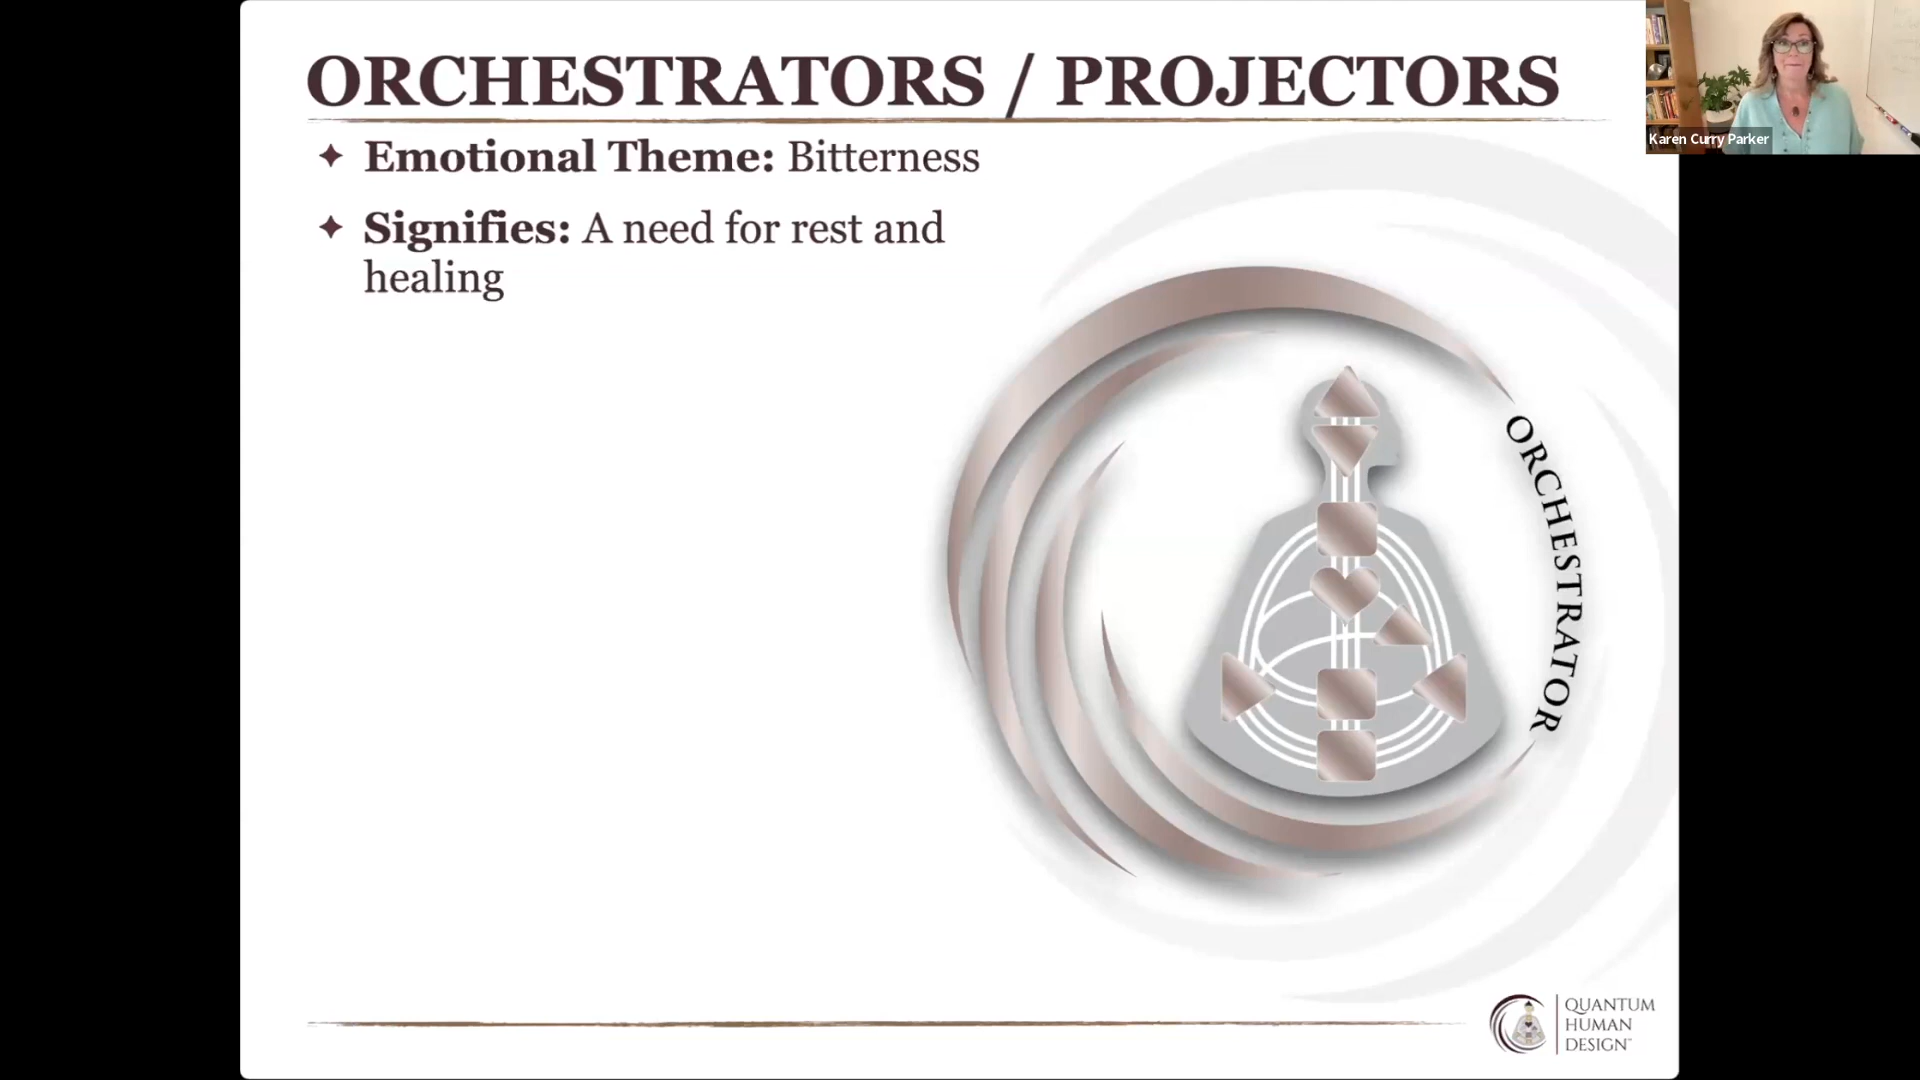 ORCHESTRATORS / PROJECTORS
Karen Curry Parker
Emotional Theme: Bitterness
Signifies: A need for rest and
healing
ORCHESTRATOR
QUANTUM
HUMAN
DESIGN™